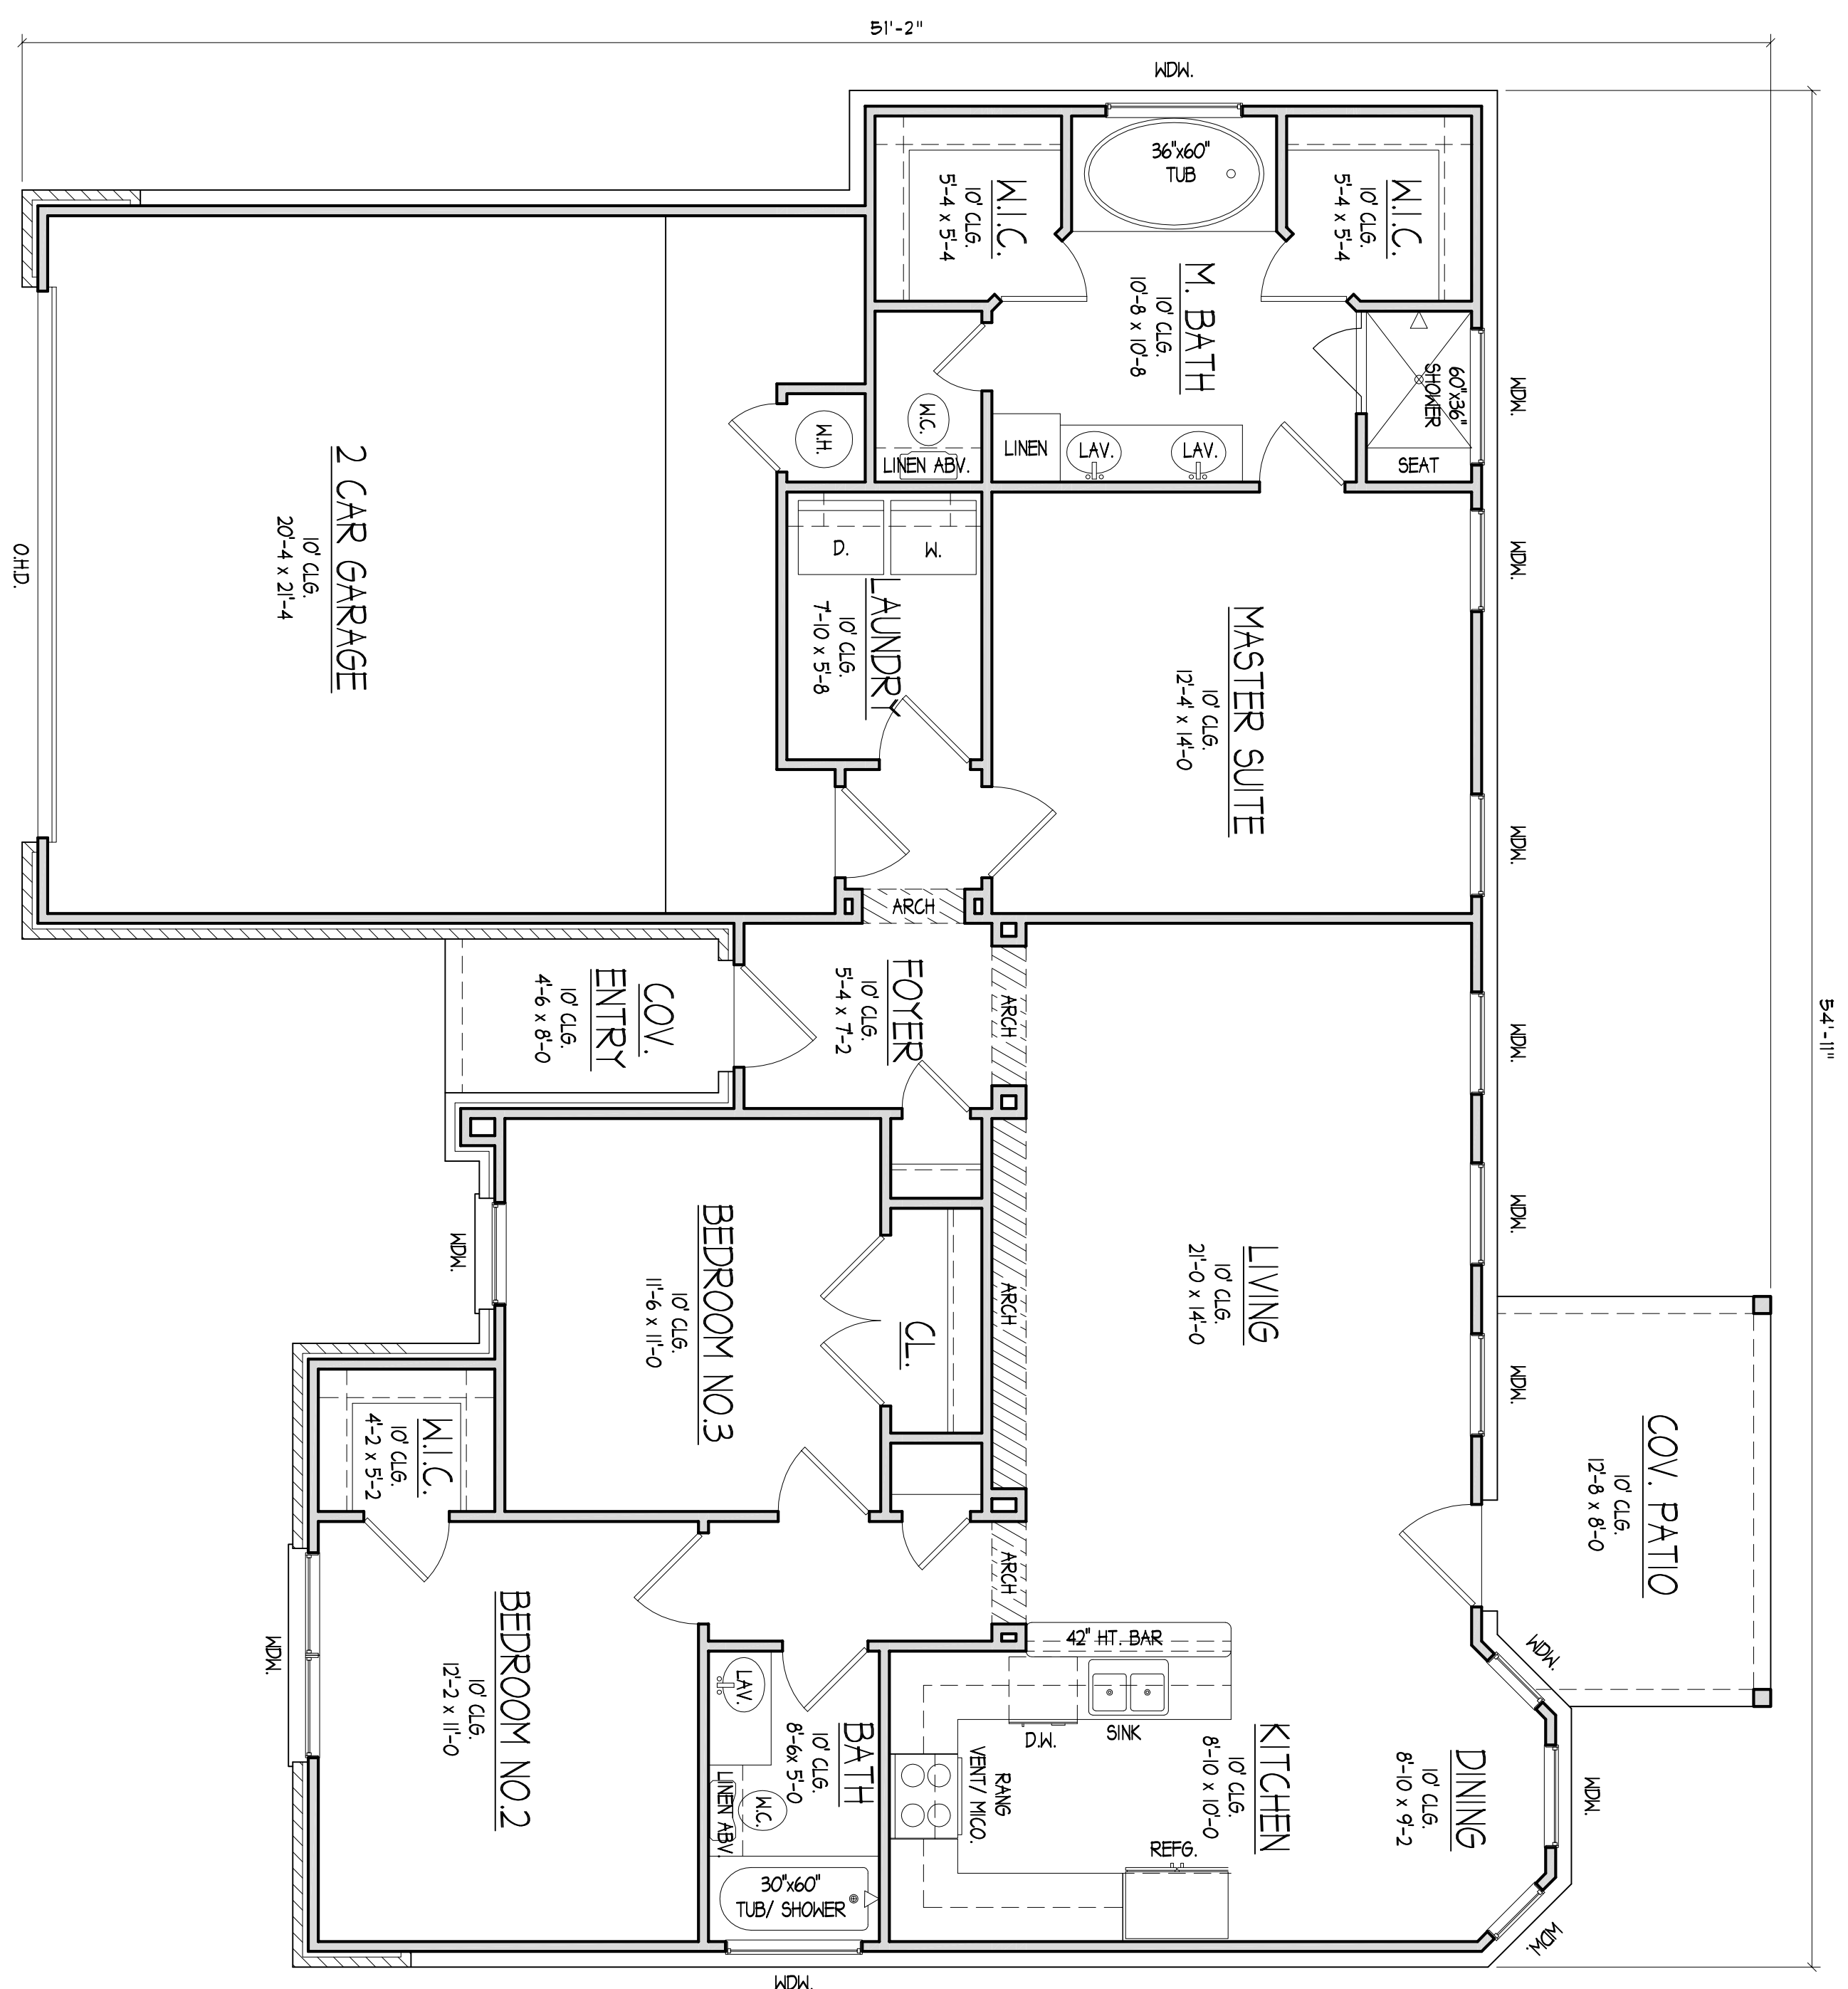 51'-2"
54'-11"
WDW.
W.I.C.
10' CLG.
5'-4 x 5'-4
36"x60"
TUB
W.I.C.
10' CLG.
5'-4 x 5'-4
M. BATH
10' CLG.
10'-8 x 10'-8
60"x36"
SHOWER
SEAT
WDW.
W.C.
LINEN ABV.
LINEN
LAV.
LAV.
W.H.
2 CAR GARAGE
10' CLG.
20'-4 x 21'-4
O.H.D.
D.
W.
LAUNDRY
10' CLG.
7'-10 x 5'-8
MASTER SUITE
10' CLG.
12'-4' x 14'-0
WDW.
WDW.
ARCH
COV.
ENTRY
10' CLG.
4'-6 x 8'-0
FOYER
10' CLG.
5'-4 x 7'-2
ARCH
WDW.
WDW.
WDW.
LIVING
10' CLG.
21'-0 x 14'-0
ARCH
WDW.
BEDROOM NO.3
10' CLG.
11'-6 x 11'-0
CL.
COV. PATIO
10' CLG.
12'-8 x 8'-0
W.I.C.
10' CLG.
4'-2 x 5'-2
ARCH
WDW.
BEDROOM NO.2
10' CLG.
12'-2 x 11'-0
42" HT. BAR
SINK
D.W.
LAV.
BATH
10' CLG.
8'-6x 5'-0
W.C.
LINEN ABV.
30"x60"
TUB/ SHOWER
RANG
VENT/ MICO.
KITCHEN
10' CLG.
8'-10 x 10'-0
REFG.
DINING
10' CLG.
8'-10 x 9'-2
WDW.
WDW.
WDW.
WDW.